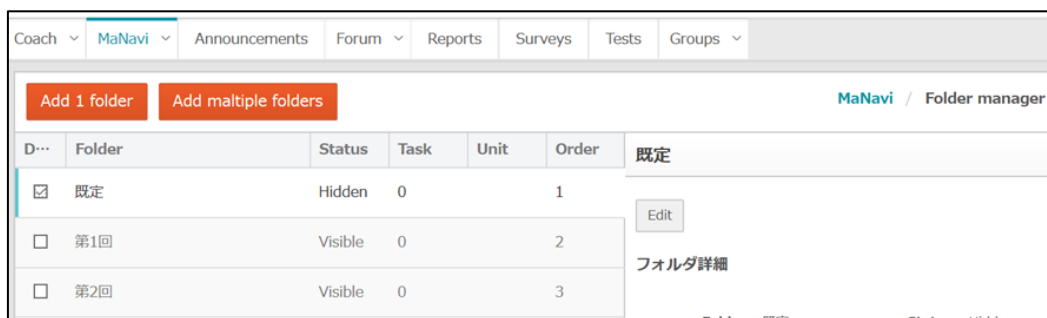 Coach MaNavi Announcements Forum Reports Surveys Tests Groups
Add 1 folder Add maltiple folders MaNavi / Folder manager
D… Folder Status Task Unit Order
既定
既定 Hidden 0 1
Edit
第1回 Visible 0 2
フォルダ詳細
第2回 Visible 0 3